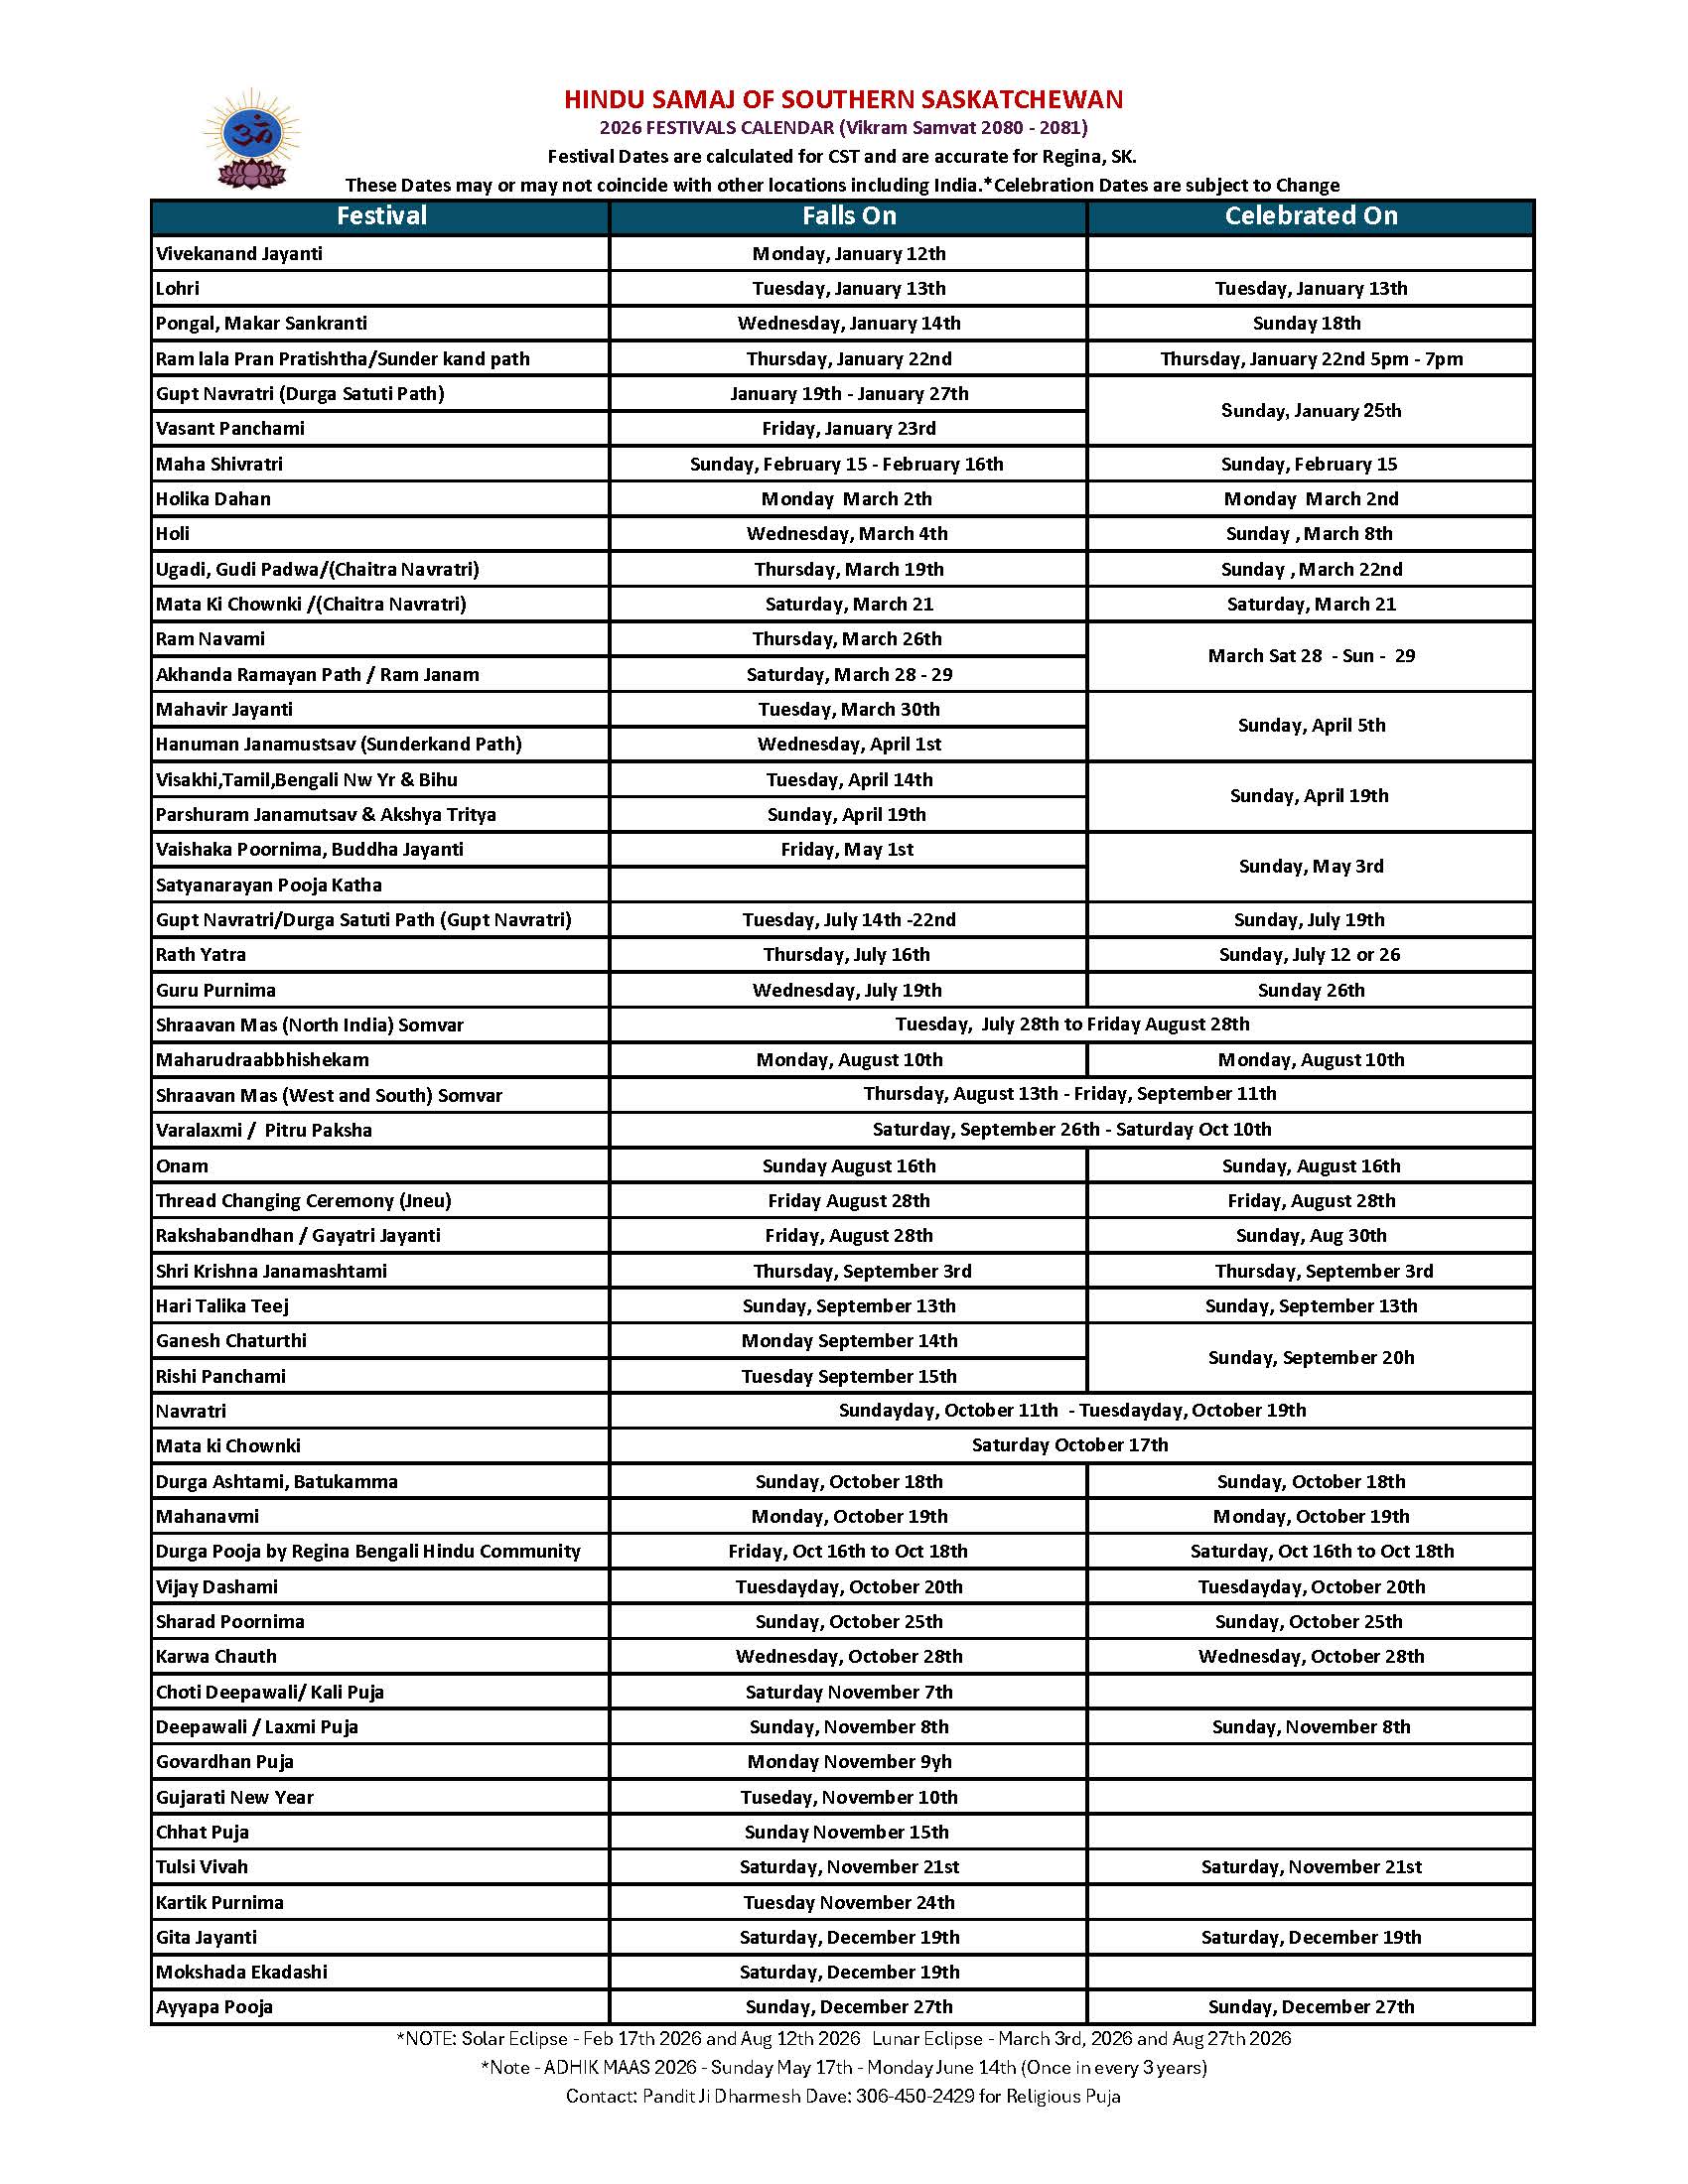 ॐ
HINDU SAMAJ OF SOUTHERN SASKATCHEWAN
2026 FESTIVALS CALENDAR (Vikram Samvat 2080 - 2081)
Festival Dates are calculated for CST and are accurate for Regina, SK.
These Dates may or may not coincide with other locations including India.*Celebration Dates are subject to Change
Festival Falls On Celebrated On
Vivekanand Jayanti Monday, January 12th
Lohri Tuesday, January 13th Tuesday, January 13th
Pongal, Makar Sankranti Wednesday, January 14th Sunday 18th
Ram lala Pran Pratishtha/Sunder kand path Thursday, January 22nd Thursday, January 22nd 5pm - 7pm
Gupt Navratri (Durga Satuti Path) January 19th - January 27th
Sunday, January 25th
Vasant Panchami Friday, January 23rd
Maha Shivratri Sunday, February 15 - February 16th Sunday, February 15
Holika Dahan Monday  March 2th Monday  March 2nd
Holi Wednesday, March 4th Sunday , March 8th
Ugadi, Gudi Padwa/(Chaitra Navratri) Thursday, March 19th Sunday , March 22nd
Mata Ki Chownki /(Chaitra Navratri) Saturday, March 21 Saturday, March 21
Ram Navami Thursday, March 26th
March Sat 28  - Sun -  29
Akhanda Ramayan Path / Ram Janam Saturday, March 28 - 29
Mahavir Jayanti Tuesday, March 30th
Sunday, April 5th
Hanuman Janamustsav (Sunderkand Path) Wednesday, April 1st
Visakhi,Tamil,Bengali Nw Yr & Bihu Tuesday, April 14th
Sunday, April 19th
Parshuram Janamutsav & Akshya Tritya Sunday, April 19th
Vaishaka Poornima, Buddha Jayanti Friday, May 1st
Sunday, May 3rd
Satyanarayan Pooja Katha
Gupt Navratri/Durga Satuti Path (Gupt Navratri) Tuesday, July 14th -22nd Sunday, July 19th
Rath Yatra Thursday, July 16th Sunday, July 12 or 26
Guru Purnima Wednesday, July 19th Sunday 26th
Shraavan Mas (North India) Somvar Tuesday,  July 28th to Friday August 28th
Maharudraabbhishekam Monday, August 10th Monday, August 10th
Shraavan Mas (West and South) Somvar Thursday, August 13th - Friday, September 11th
Varalaxmi /  Pitru Paksha Saturday, September 26th - Saturday Oct 10th
Onam Sunday August 16th Sunday, August 16th
Thread Changing Ceremony (Jneu) Friday August 28th Friday, August 28th
Rakshabandhan / Gayatri Jayanti Friday, August 28th Sunday, Aug 30th
Shri Krishna Janamashtami Thursday, September 3rd Thursday, September 3rd
Hari Talika Teej Sunday, September 13th Sunday, September 13th
Ganesh Chaturthi Monday September 14th
Sunday, September 20h
Rishi Panchami Tuesday September 15th
Navratri Sundayday, October 11th  - Tuesdayday, October 19th
Mata ki Chownki Saturday October 17th
Durga Ashtami, Batukamma Sunday, October 18th Sunday, October 18th
Mahanavmi Monday, October 19th Monday, October 19th
Durga Pooja by Regina Bengali Hindu Community Friday, Oct 16th to Oct 18th Saturday, Oct 16th to Oct 18th
Vijay Dashami Tuesdayday, October 20th Tuesdayday, October 20th
Sharad Poornima Sunday, October 25th Sunday, October 25th
Karwa Chauth Wednesday, October 28th Wednesday, October 28th
Choti Deepawali/ Kali Puja Saturday November 7th
Deepawali / Laxmi Puja Sunday, November 8th Sunday, November 8th
Govardhan Puja Monday November 9yh
Gujarati New Year Tuseday, November 10th
Chhat Puja Sunday November 15th
Tulsi Vivah Saturday, November 21st Saturday, November 21st
Kartik Purnima Tuesday November 24th
Gita Jayanti Saturday, December 19th Saturday, December 19th
Mokshada Ekadashi Saturday, December 19th
Ayyapa Pooja Sunday, December 27th Sunday, December 27th
*NOTE: Solar Eclipse - Feb 17th 2026 and Aug 12th 2026  Lunar Eclipse - March 3rd, 2026 and Aug 27th 2026
*Note - ADHIK MAAS 2026 - Sunday May 17th - Monday June 14th (Once in every 3 years)
Contact: Pandit Ji Dharmesh Dave: 306-450-2429 for Religious Puja